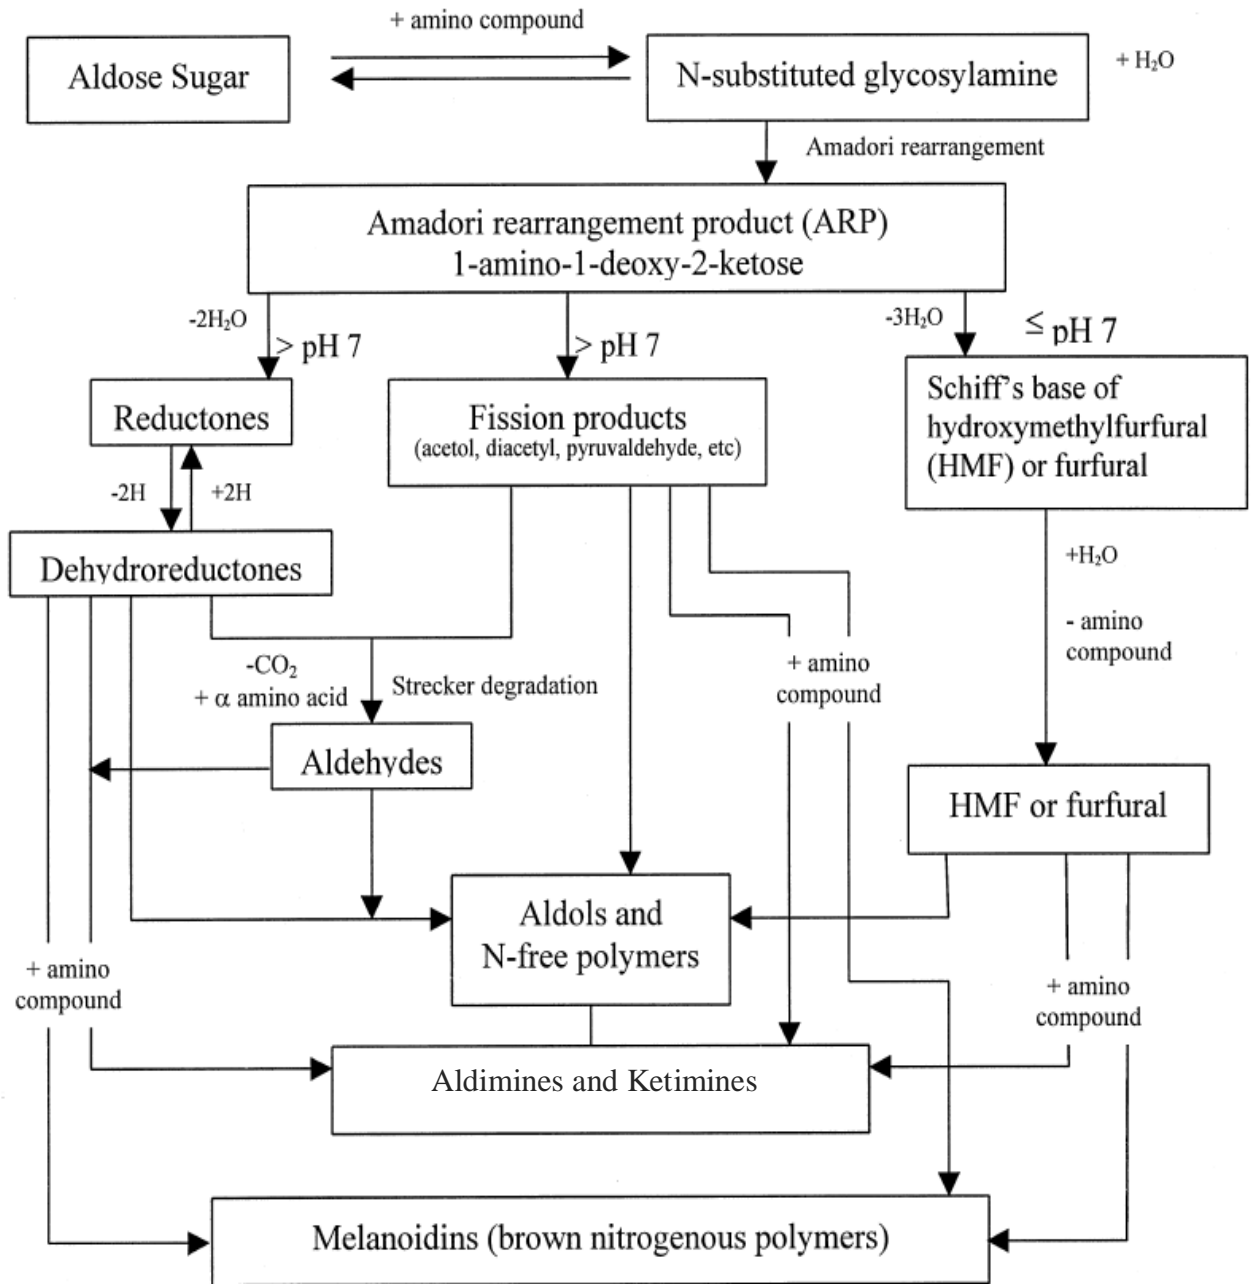 + amino compound
Aldose Sugar
N-substituted glycosylamine
+ H₂O
Amadori rearrangement
Amadori rearrangement product (ARP)
1-amino-1-deoxy-2-ketose
-2H₂O
> pH 7
> pH 7
-3H₂O
≤ pH 7
Reductones
Fission products
(acetol, diacetyl, pyruvaldehyde, etc)
Schiff's base of
hydroxymethylfurfural
(HMF) or furfural
-2H
+2H
Dehydroreductones
+H₂O
- amino
compound
-CO₂
+ α amino acid
Strecker degradation
+ amino
compound
Aldehydes
HMF or furfural
Aldols and
N-free polymers
+ amino
compound
+ amino
compound
Aldimines and Ketimines
Melanoidins (brown nitrogenous polymers)